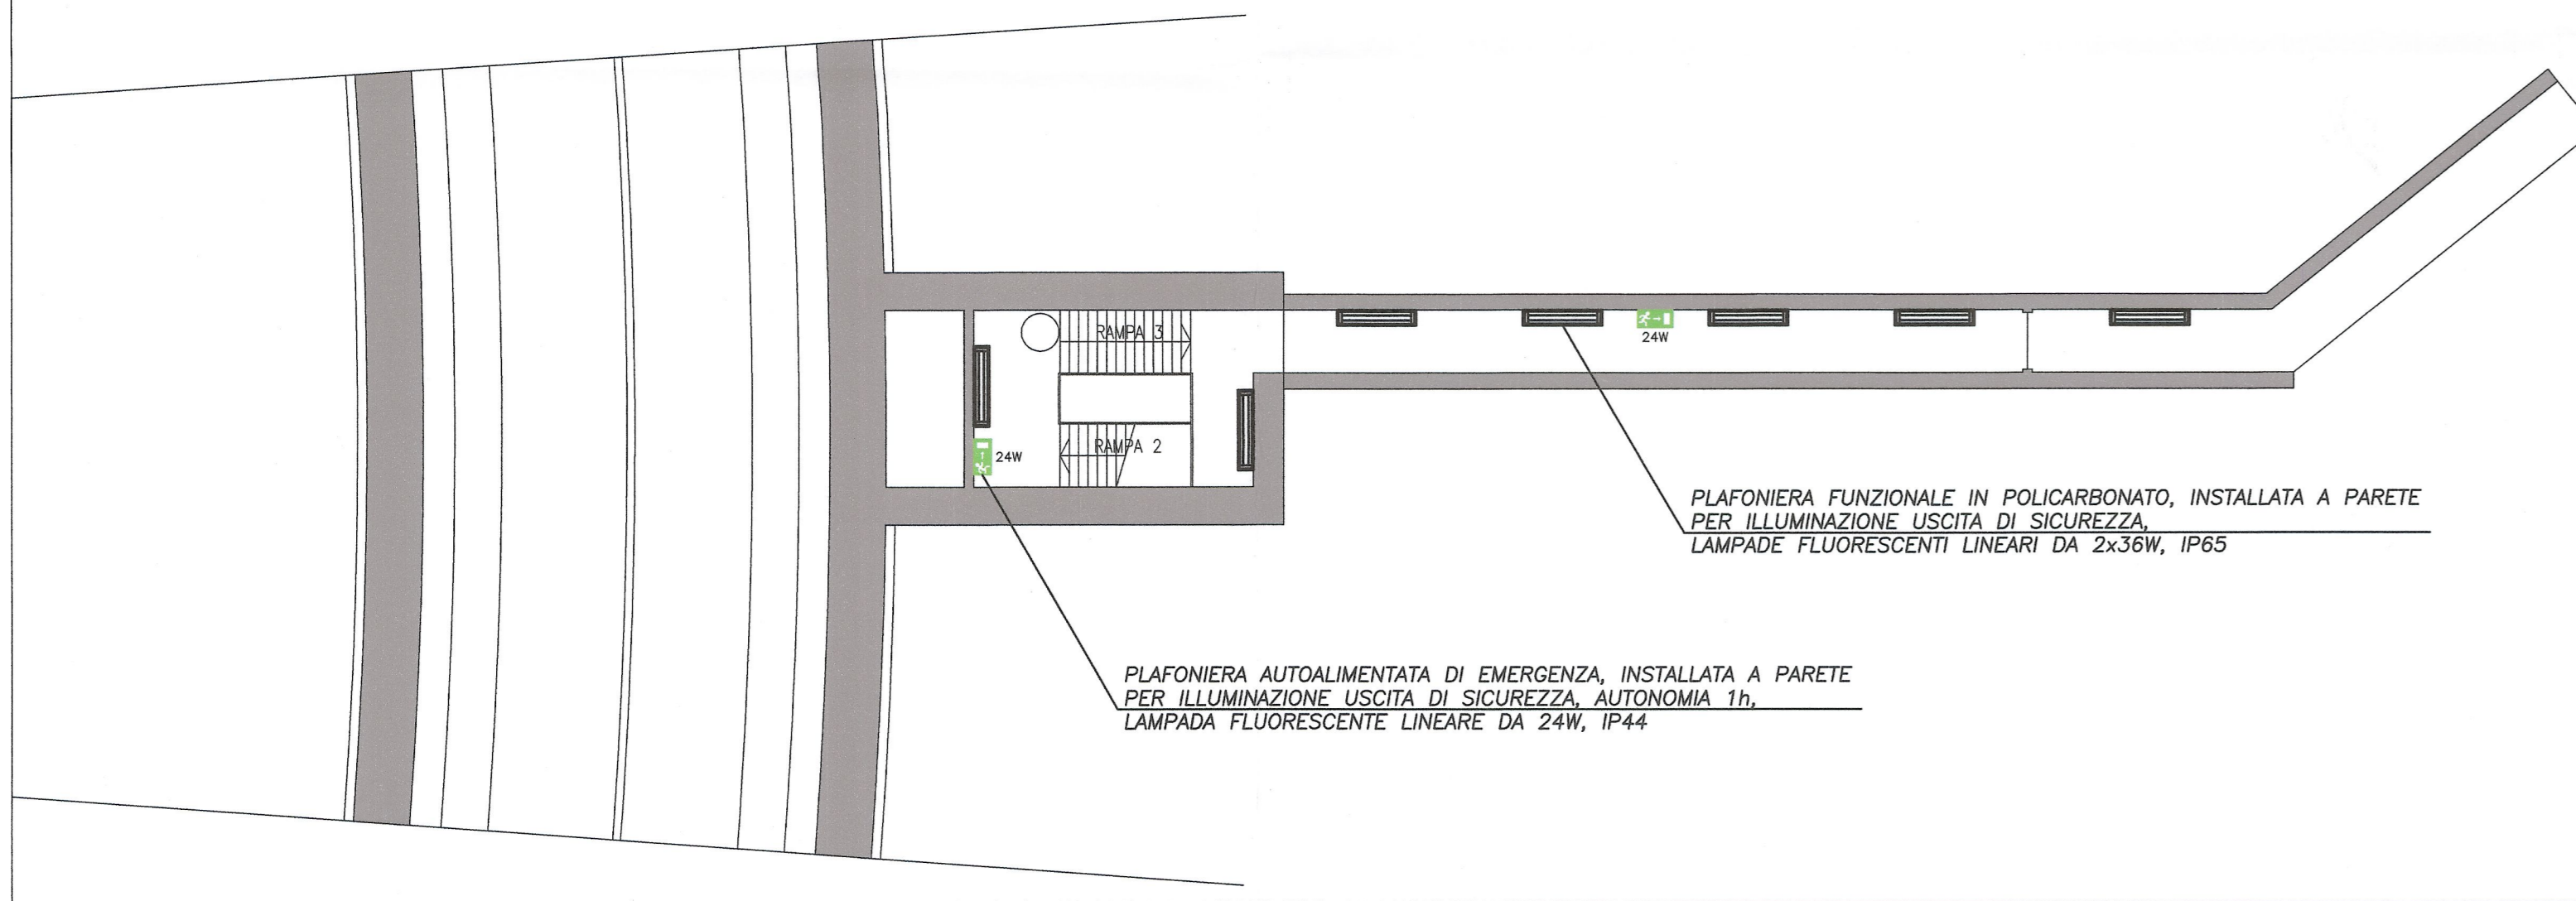 RAMPA 3
24W
24W
RAMPA 2
PLAFONIERA FUNZIONALE IN POLICARBONATO, INSTALLATA A PARETE
PER ILLUMINAZIONE USCITA DI SICUREZZA,
LAMPADE FLUORESCENTI LINEARI DA 2x36W, IP65
PLAFONIERA AUTOALIMENTATA DI EMERGENZA, INSTALLATA A PARETE
PER ILLUMINAZIONE USCITA DI SICUREZZA, AUTONOMIA 1h,
LAMPADA FLUORESCENTE LINEARE DA 24W, IP44